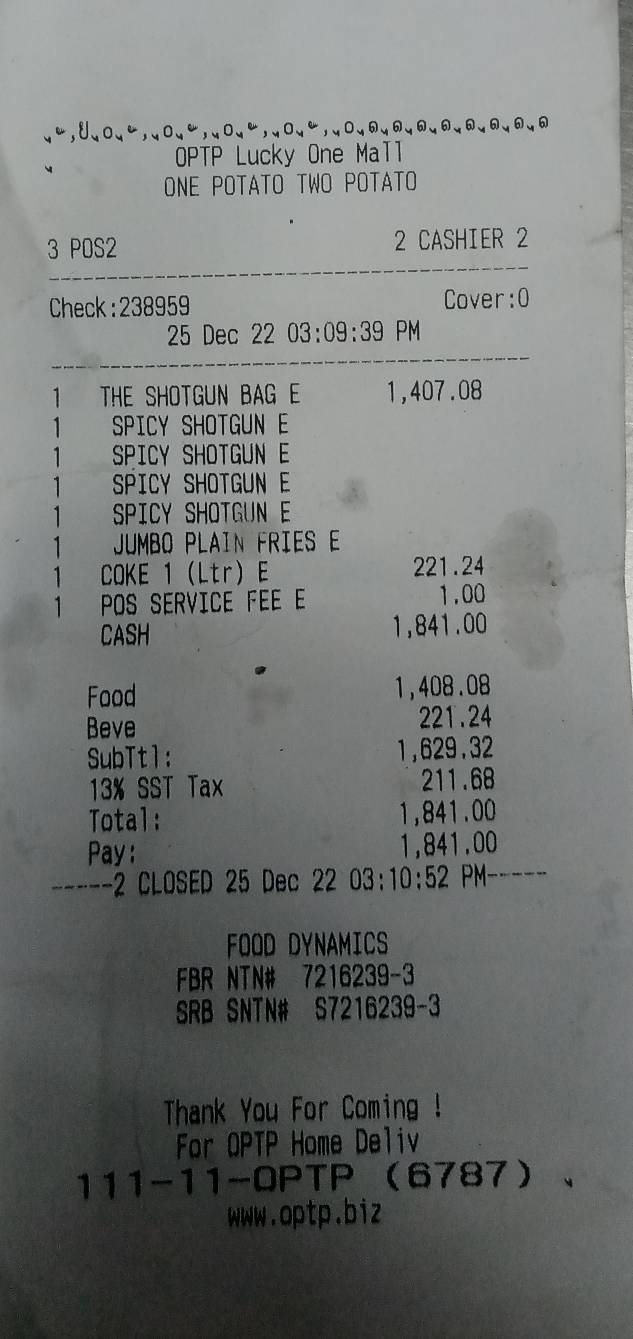 OPTP Lucky One Mall
ONE POTATO TWO POTATO
3 POS2 2 CASHIER 2
Check:238959 Cover:0
25 Dec 22 03:09:39 PM
1 THE SHOTGUN BAG E 1,407.08
1 SPICY SHOTGUN E
1 SPICY SHOTGUN E
1 SPICY SHOTGUN E
1 SPICY SHOTGUN E
1 JUMBO PLAIN FRIES E
1 COKE 1 (Ltr) E 221.24
1 POS SERVICE FEE E 1.00
CASH 1,841.00
Food 1,408.08
Beve 221.24
SubTtl: 1,629.32
13% SST Tax 211.68
Total: 1,841.00
Pay: 1,841.00
------2 CLOSED 25 Dec 22 03:10:52 PM-----
FOOD DYNAMICS
FBR NTN# 7216239-3
SRB SNTN# S7216239-3
Thank You For Coming !
For OPTP Home Deliv
111-11-OPTP (6787)
www.optp.biz